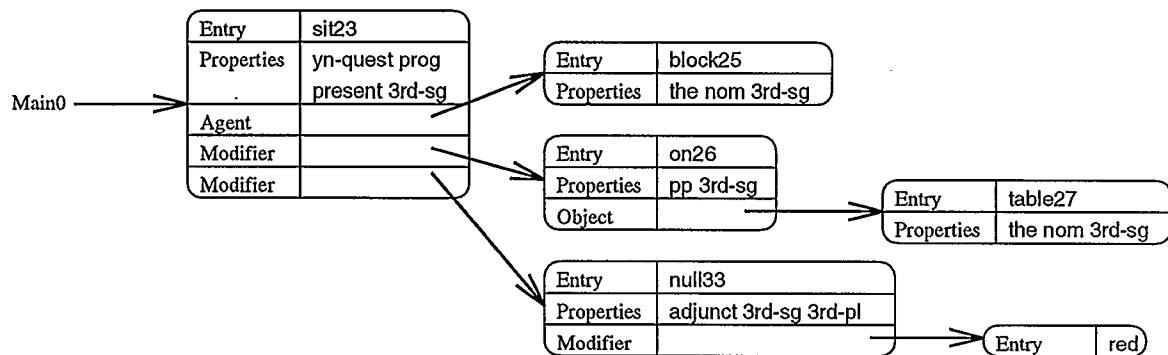 Main0
Entry sit23
Properties yn-quest prog
present 3rd-sg
Agent
Modifier
Modifier
Entry block25
Properties the nom 3rd-sg
Entry on26
Properties pp 3rd-sg
Object
Entry table27
Properties the nom 3rd-sg
Entry null33
Properties adjunct 3rd-sg 3rd-pl
Modifier
Entry red